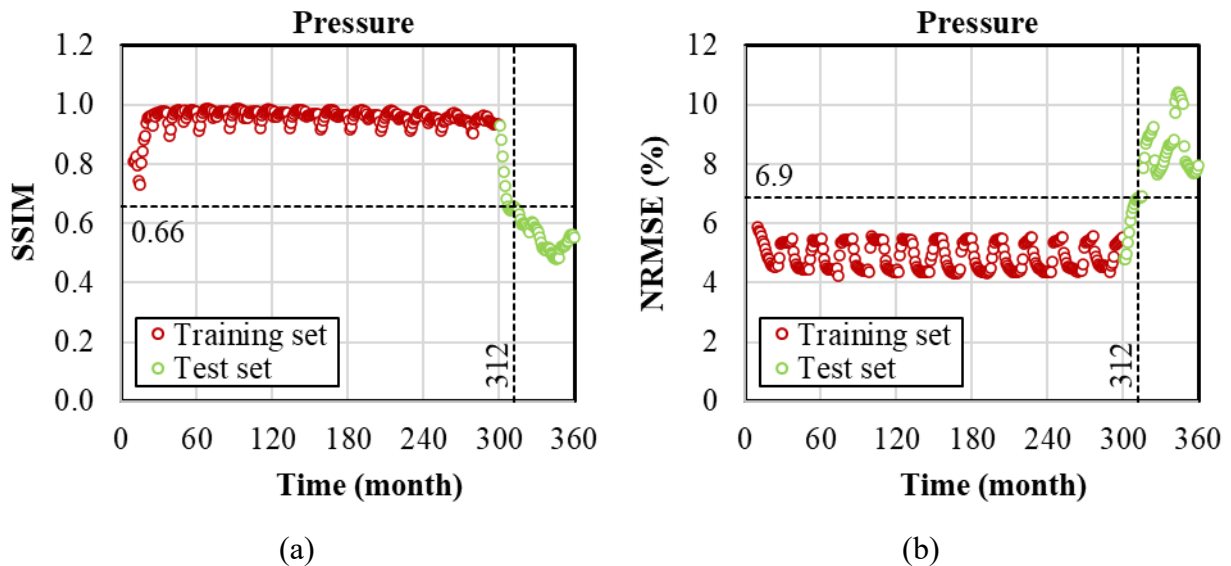 Pressure
1.2
1.0
0.8
0.6
0.4
0.2
0.0
SSIM
0.66
312
Training set
Test set
0 60 120 180 240 300 360
Time (month)
(a)
Pressure
12
10
8
6
4
2
0
NRMSE (%)
6.9
312
Training set
Test set
0 60 120 180 240 300 360
Time (month)
(b)